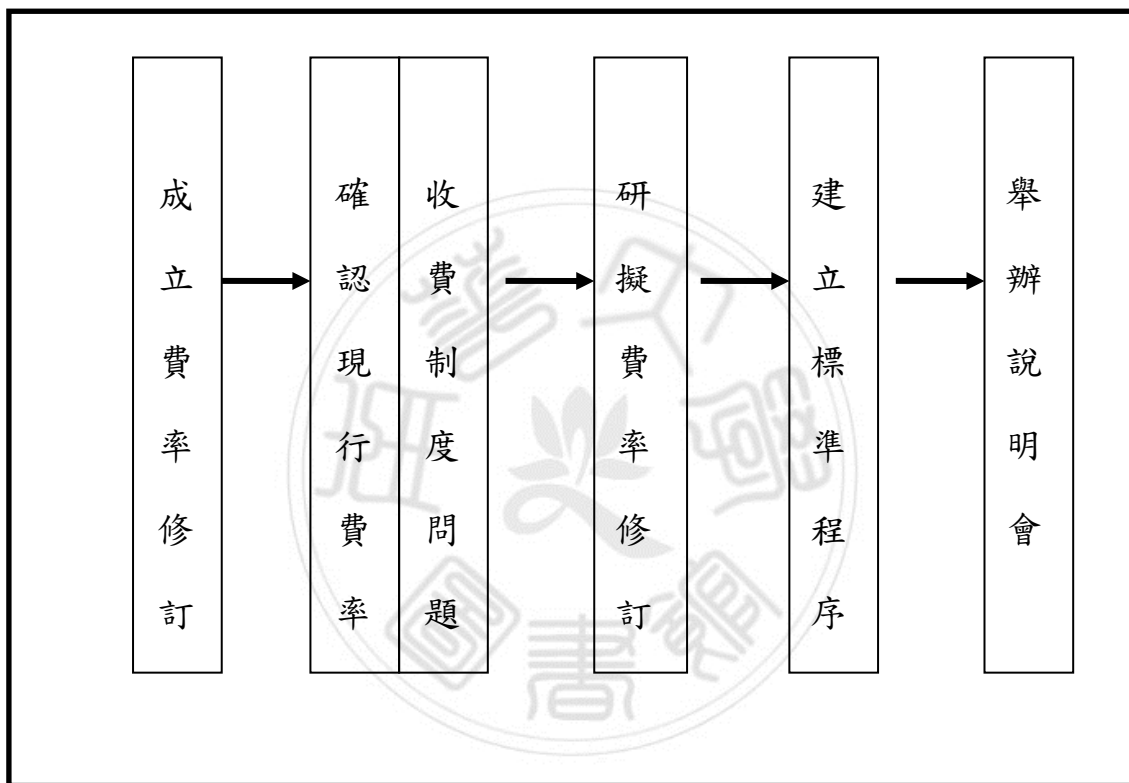 成立費率修訂
確認現行費率
收費制度問題
研擬費率修訂
建立標準程序
舉辦說明會